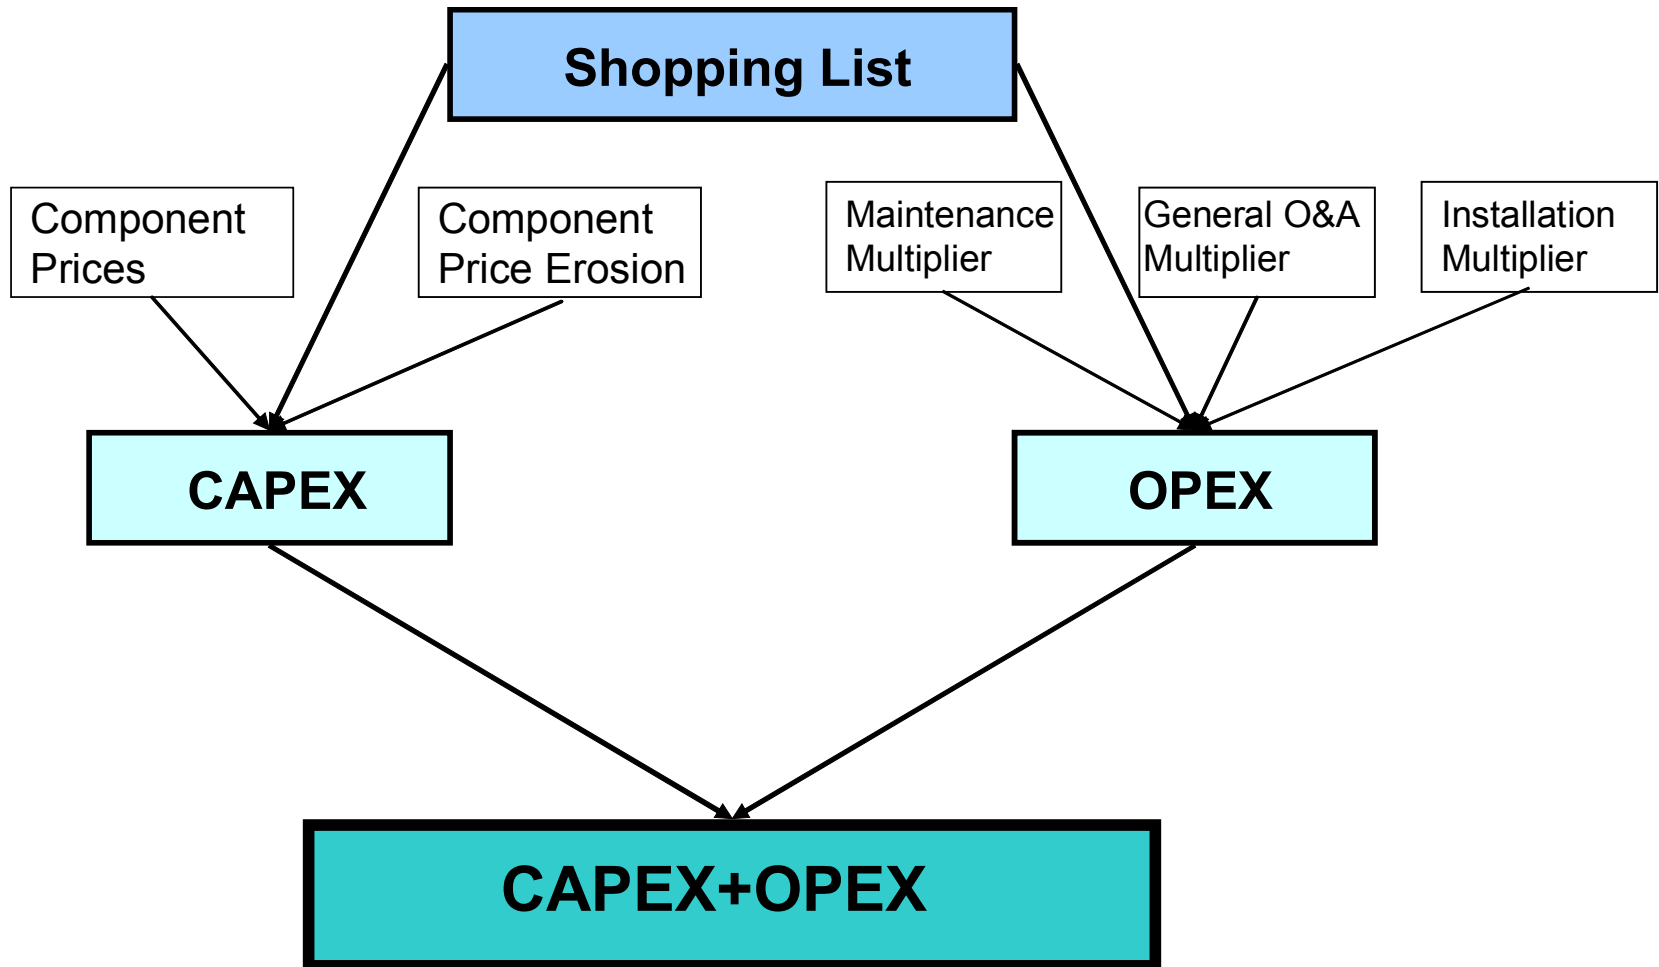 Shopping List
Component
Prices
Component
Price Erosion
Maintenance
Multiplier
General O&A
Multiplier
Installation
Multiplier
CAPEX
OPEX
CAPEX+OPEX